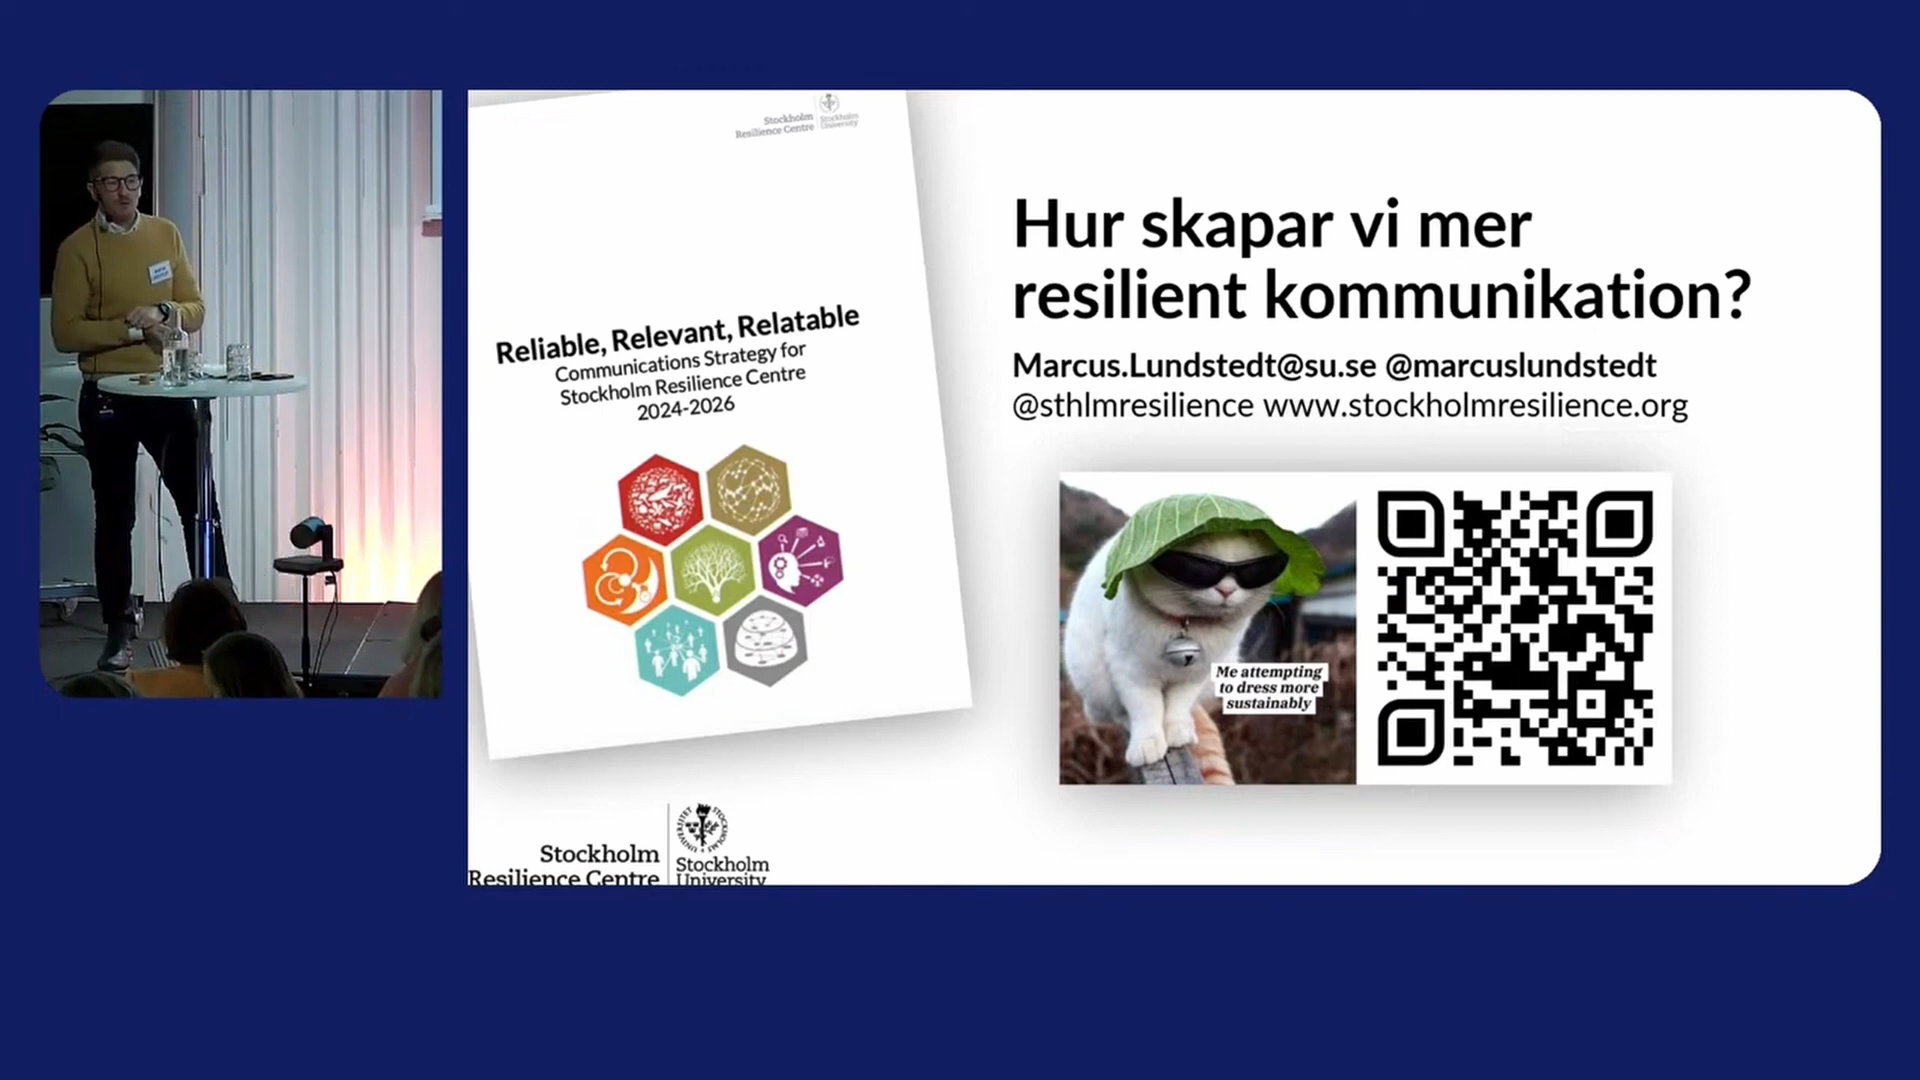 Stockholm
Resilience Centre
Stockholm
University
Reliable, Relevant, Relatable
Communications Strategy for
Stockholm Resilience Centre
2024-2026
Hur skapar vi mer
resilient kommunikation?
Marcus.Lundstedt@su.se @marcuslundstedt
@sthlmresilience www.stockholmresilience.org
Me attempting
to dress more
sustainably
Stockholm
Resilience Centre
Stockholm
University